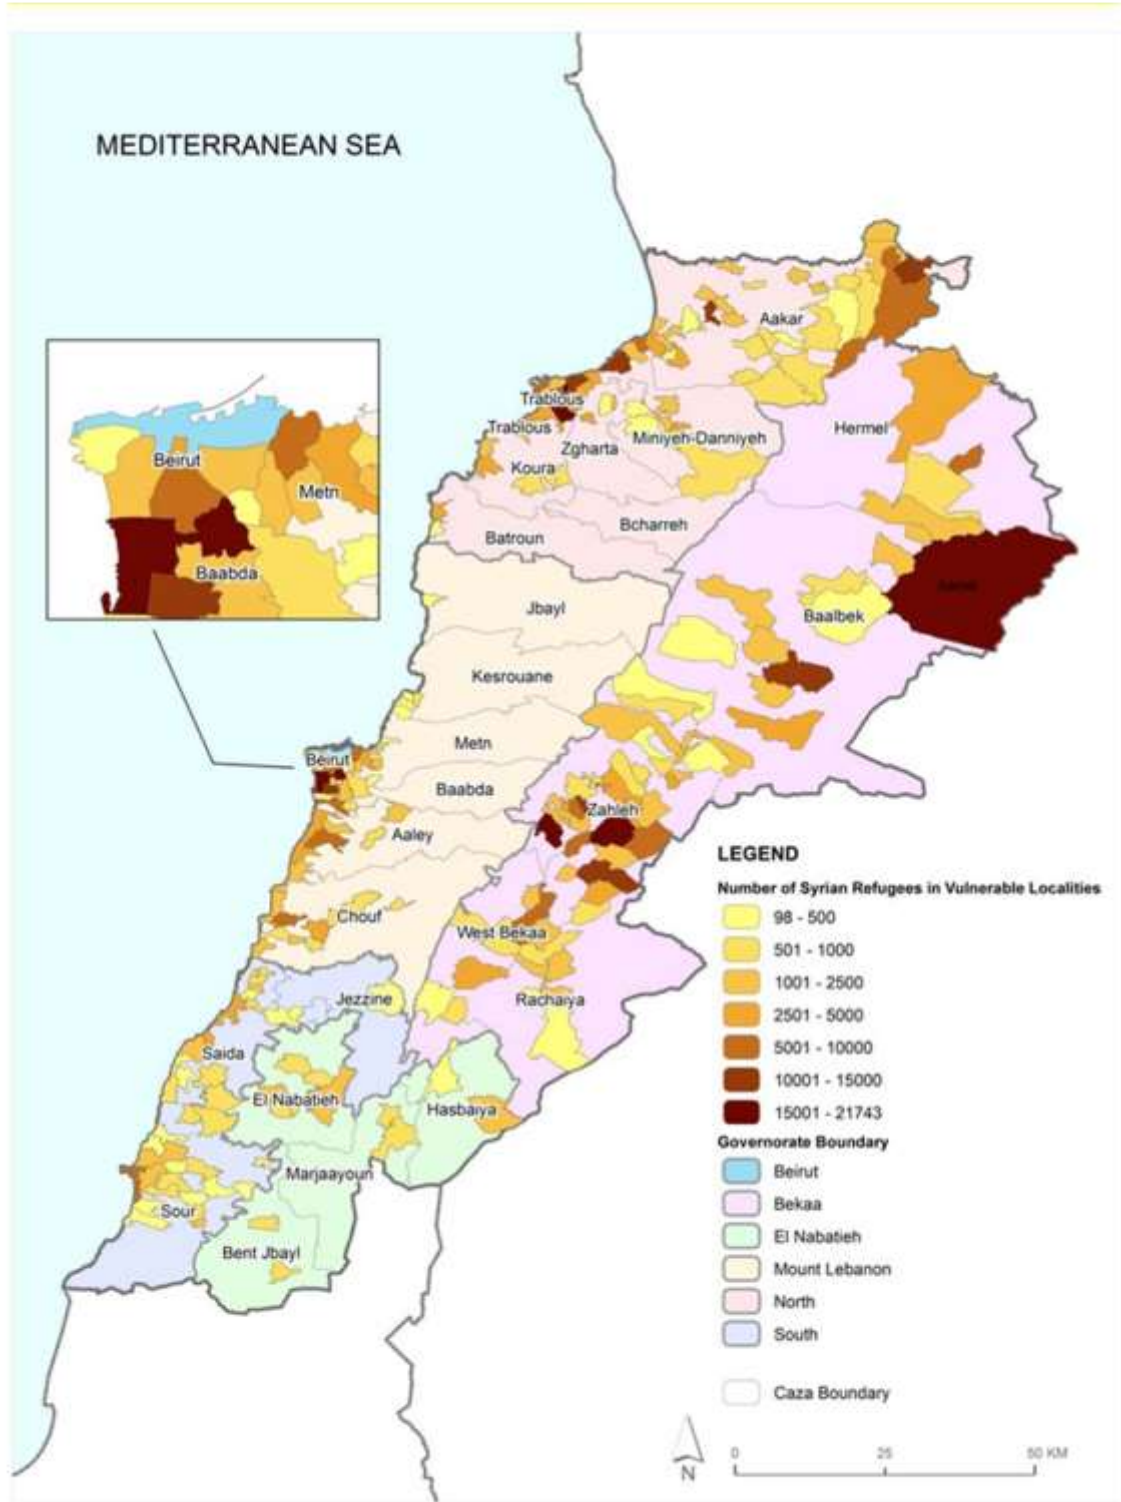 MEDITERRANEAN SEA
Aakar
Trablous
Trablous
Hermel
Miniyeh-Danniyeh
Zgharta
Koura
Beirut
Metn
Bcharreh
Batroun
Baabda
Jbayl
Baalbek
Kesrouane
Metn
Beirut
Baabda
Zahleh
Aaley
LEGEND
Number of Syrian Refugees in Vulnerable Localities
98 - 500
Chouf
West Bekaa
501 - 1000
1001 - 2500
Jezzine
Rachaiya
2501 - 5000
5001 - 10000
Saida
10001 - 15000
El Nabatieh
Hasbaiya
15001 - 21743
Governorate Boundary
Beirut
Marjaayoun
Bekaa
Sour
El Nabatieh
Bent Jbayl
Mount Lebanon
North
South
Caza Boundary
N
0 25 50 KM